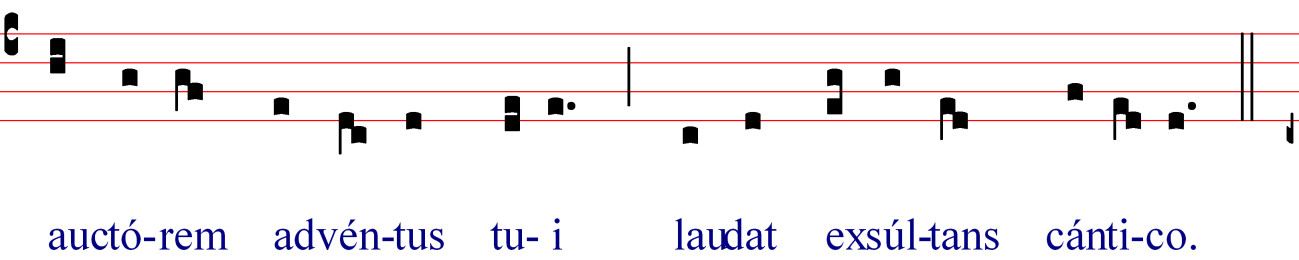 auctó-rem advén-tus tu- i laudat exsúl-tans cánti-co.